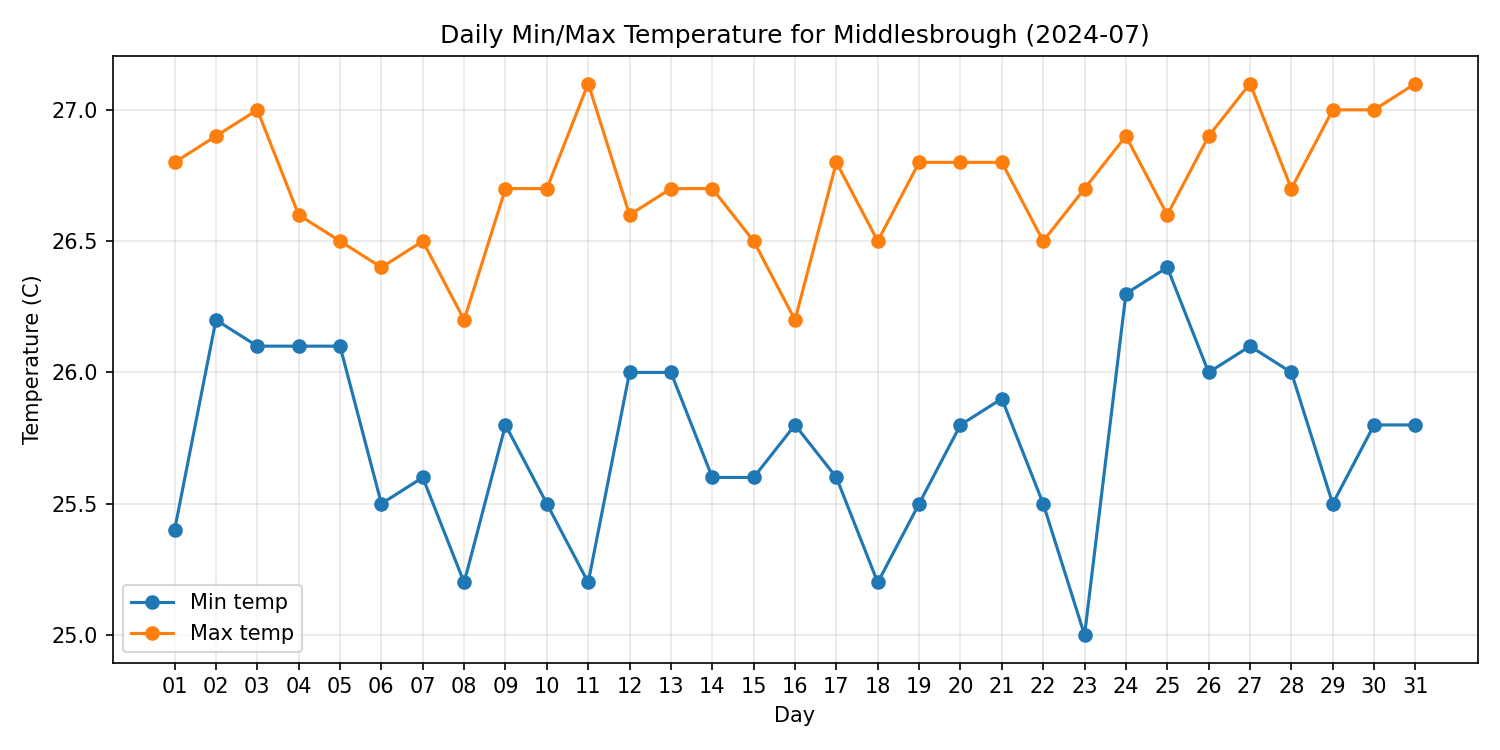 Daily Min/Max Temperature for Middlesbrough (2024-07)
Temperature (C)
27.0
26.5
26.0
25.5
25.0
Min temp
Max temp
01 02 03 04 05 06 07 08 09 10 11 12 13 14 15 16 17 18 19 20 21 22 23 24 25 26 27 28 29 30 31
Day